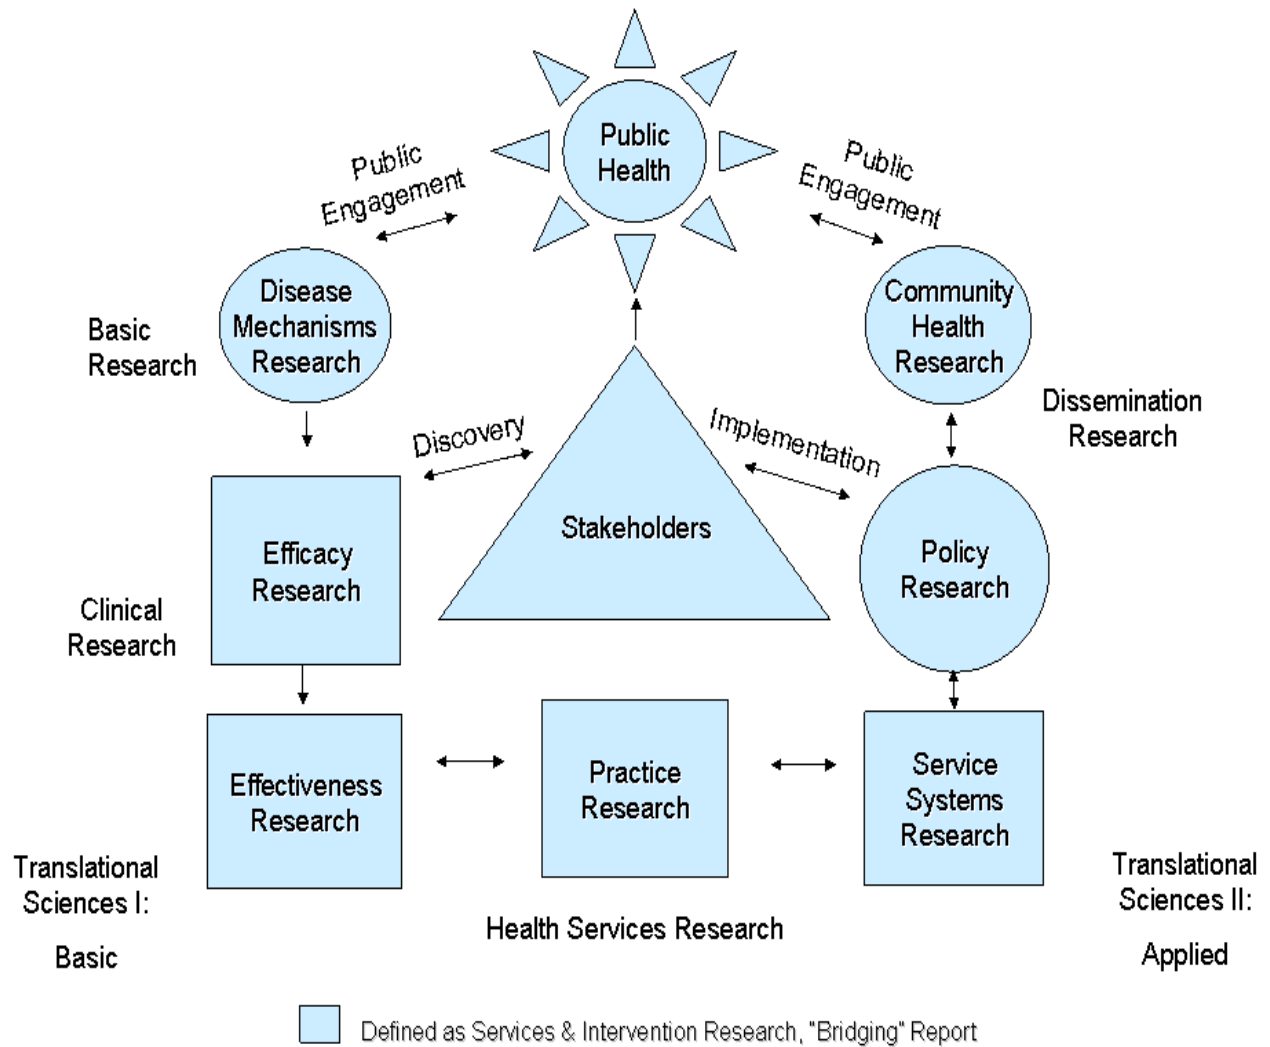 Public
Health
Public
Engagement
Public
Engagement
Disease
Mechanisms
Research
Community
Health
Research
Basic
Research
Dissemination
Research
Discovery
Implementation
Stakeholders
Efficacy
Research
Policy
Research
Clinical
Research
Effectiveness
Research
Practice
Research
Service
Systems
Research
Translational
Sciences I:
Basic
Translational
Sciences II:
Applied
Health Services Research
Defined as Services & Intervention Research, "Bridging" Report